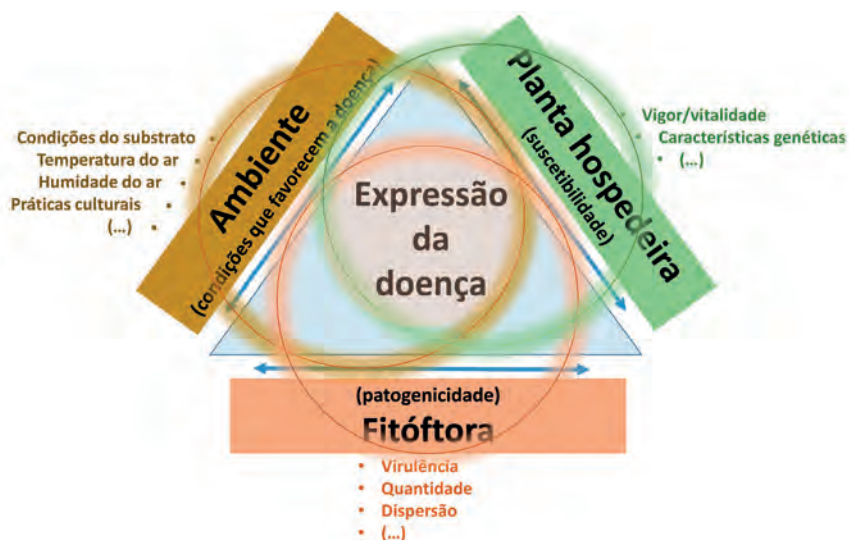 Ambiente
(condições que favorecem a doença)
Condições do substrato •
Temperatura do ar •
Humidade do ar •
Práticas culturais •
(...) •
Planta hospedeira
(suscetibilidade)
• Vigor/vitalidade
• Características genéticas
• (...)
Expressão
da
doença
(patogenicidade)
Fitóftora
• Virulência
• Quantidade
• Dispersão
• (...)